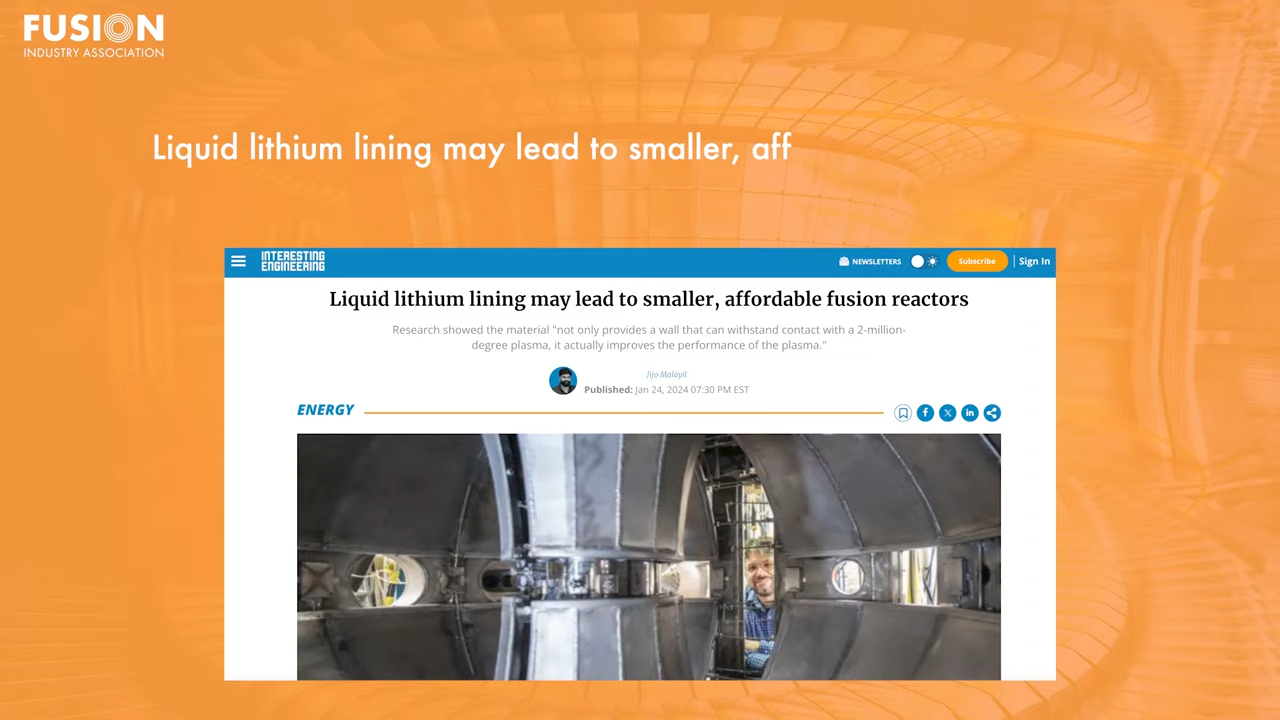 FUSION
INDUSTRY ASSOCIATION
Liquid lithium lining may lead to smaller, aff
INTERESTING
ENGINEERING
NEWSLETTERS
Subscribe
Sign In
Liquid lithium lining may lead to smaller, affordable fusion reactors
Research showed the material "not only provides a wall that can withstand contact with a 2-million-
degree plasma, it actually improves the performance of the plasma."
Jijo Malayil
Published: Jan 24, 2024 07:30 PM EST
ENERGY